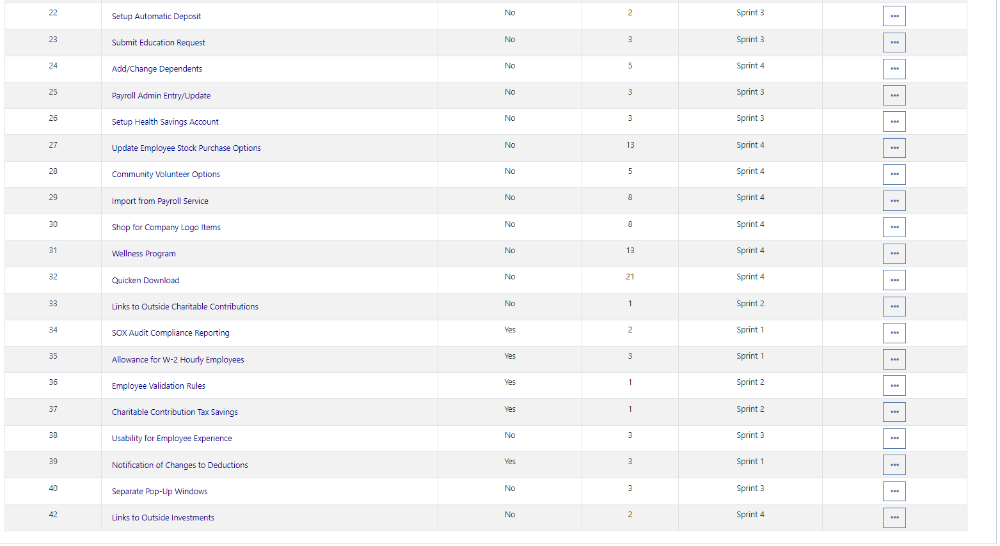 22 Setup Automatic Deposit No 2 Sprint 3 •••
23 Submit Education Request No 3 Sprint 3 •••
24 Add/Change Dependents No 5 Sprint 4 •••
25 Payroll Admin Entry/Update No 3 Sprint 3 •••
26 Setup Health Savings Account No 3 Sprint 3 •••
27 Update Employee Stock Purchase Options No 13 Sprint 4 •••
28 Community Volunteer Options No 5 Sprint 4 •••
29 Import from Payroll Service No 8 Sprint 4 •••
30 Shop for Company Logo Items No 8 Sprint 4 •••
31 Wellness Program No 13 Sprint 4 •••
32 Quicken Download No 21 Sprint 4 •••
33 Links to Outside Charitable Contributions No 1 Sprint 2 •••
34 SOX Audit Compliance Reporting Yes 2 Sprint 1 •••
35 Allowance for W-2 Hourly Employees Yes 3 Sprint 1 •••
36 Employee Validation Rules Yes 1 Sprint 2 •••
37 Charitable Contribution Tax Savings Yes 1 Sprint 2 •••
38 Usability for Employee Experience No 3 Sprint 3 •••
39 Notification of Changes to Deductions Yes 3 Sprint 1 •••
40 Separate Pop-Up Windows No 3 Sprint 3 •••
42 Links to Outside Investments No 2 Sprint 4 •••